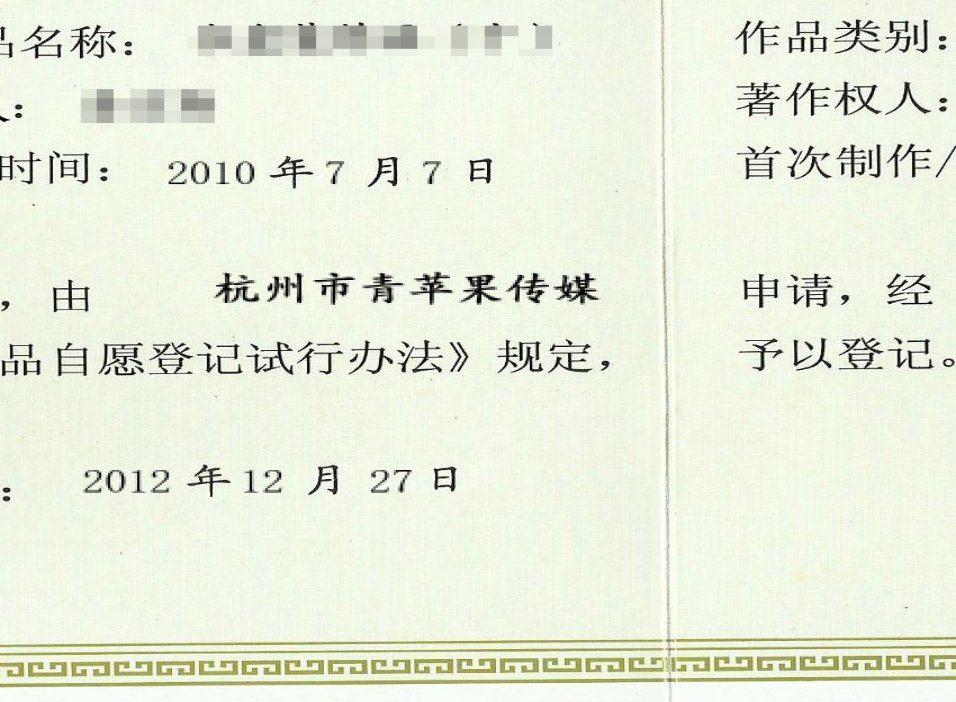 品名称： 作品类别：
人： 著作权人：
时间： 2010 年 7 月 7 日 首次制作/
，由 杭州市青苹果传媒 申请，经
品自愿登记试行办法》规定， 予以登记。
： 2012 年 12 月 27 日